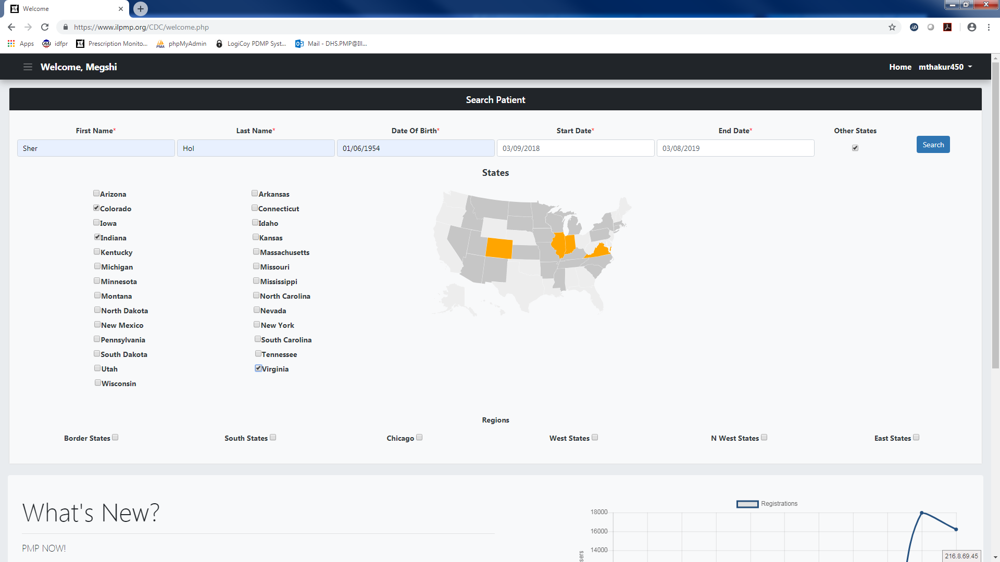 Welcome
https://www.ilpmp.org/CDC/welcome.php
Apps idfpr Prescription Monito... phpMyAdmin LogiCoy PDMP Syst... Mail - DHS.PMP@Ill...
Welcome, Megshi Home mthakur450
Search Patient
First Name* Last Name* Date Of Birth* Start Date* End Date* Other States
Sher Hol 01/06/1954 03/09/2018 03/08/2019 Search
States
Arizona Arkansas
Colorado Connecticut
Iowa Idaho
Indiana Kansas
Kentucky Massachusetts
Michigan Missouri
Minnesota Mississippi
Montana North Carolina
North Dakota Nevada
New Mexico New York
Pennsylvania South Carolina
South Dakota Tennessee
Utah Virginia
Wisconsin
Regions
Border States South States Chicago West States N West States East States
What's New?
PMP NOW!
Registrations
18000
16000
14000
216.8.69.45